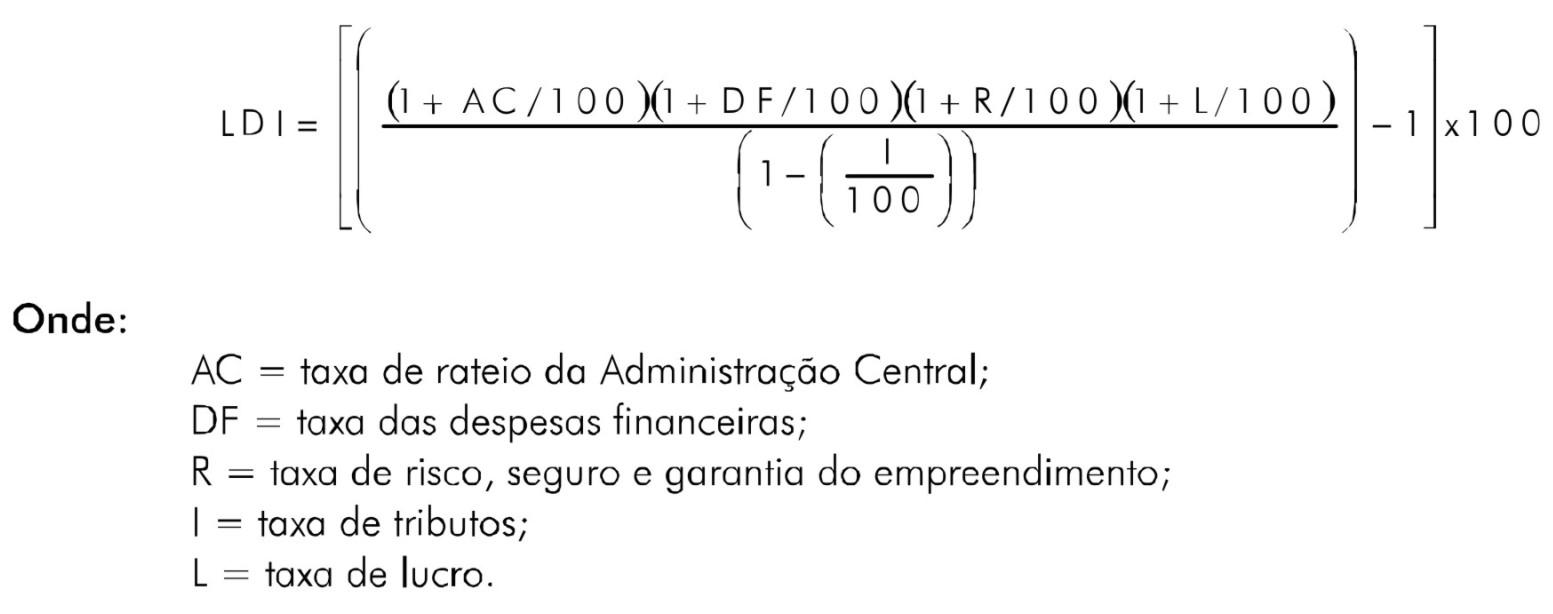 LDI = [((1 + AC/100)(1 + DF/100)(1 + R/100)(1 + L/100) / (1 − (I/100))) − 1] x 100
Onde:
AC = taxa de rateio da Administração Central;
DF = taxa das despesas financeiras;
R = taxa de risco, seguro e garantia do empreendimento;
I = taxa de tributos;
L = taxa de lucro.